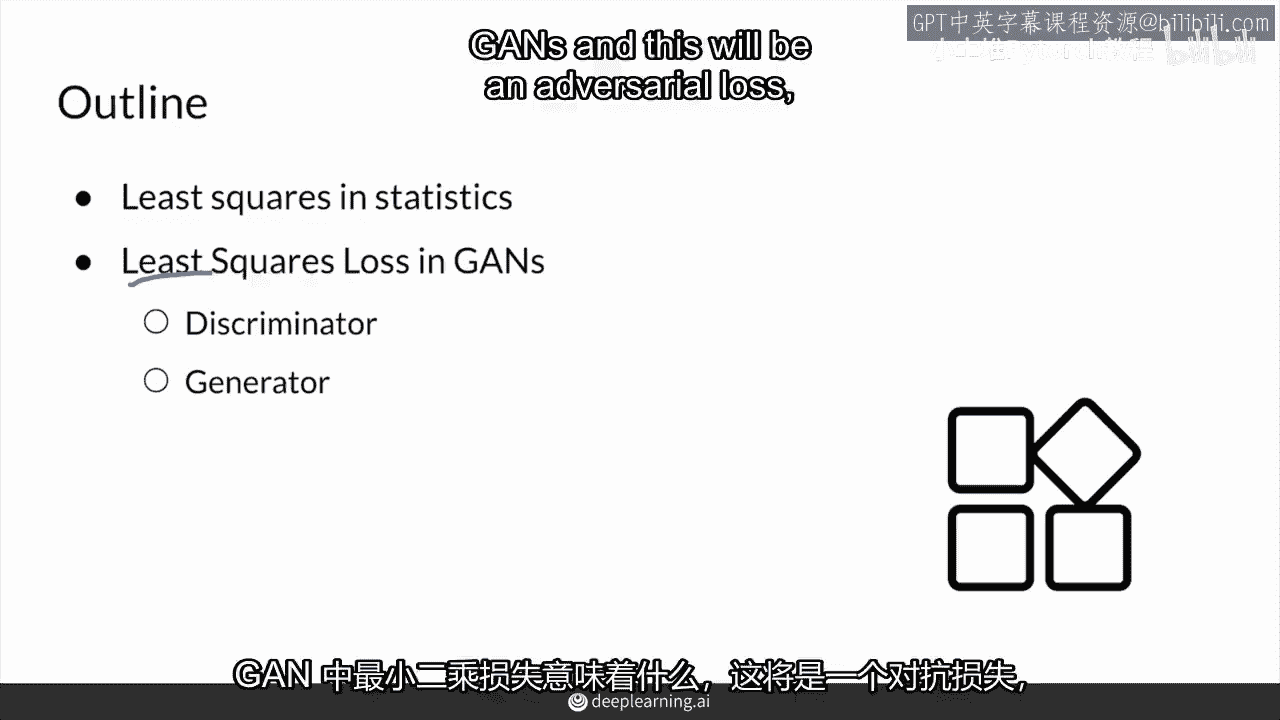 GPT中英字幕课程资源@bilibili.com
GANs and this will be
an adversarial loss,
Outline
● Least squares in statistics
● Least Squares Loss in GANs
○ Discriminator
○ Generator
GAN 中最小二乘损失意味着什么，这将是一个对抗损失，
deeplearning.ai